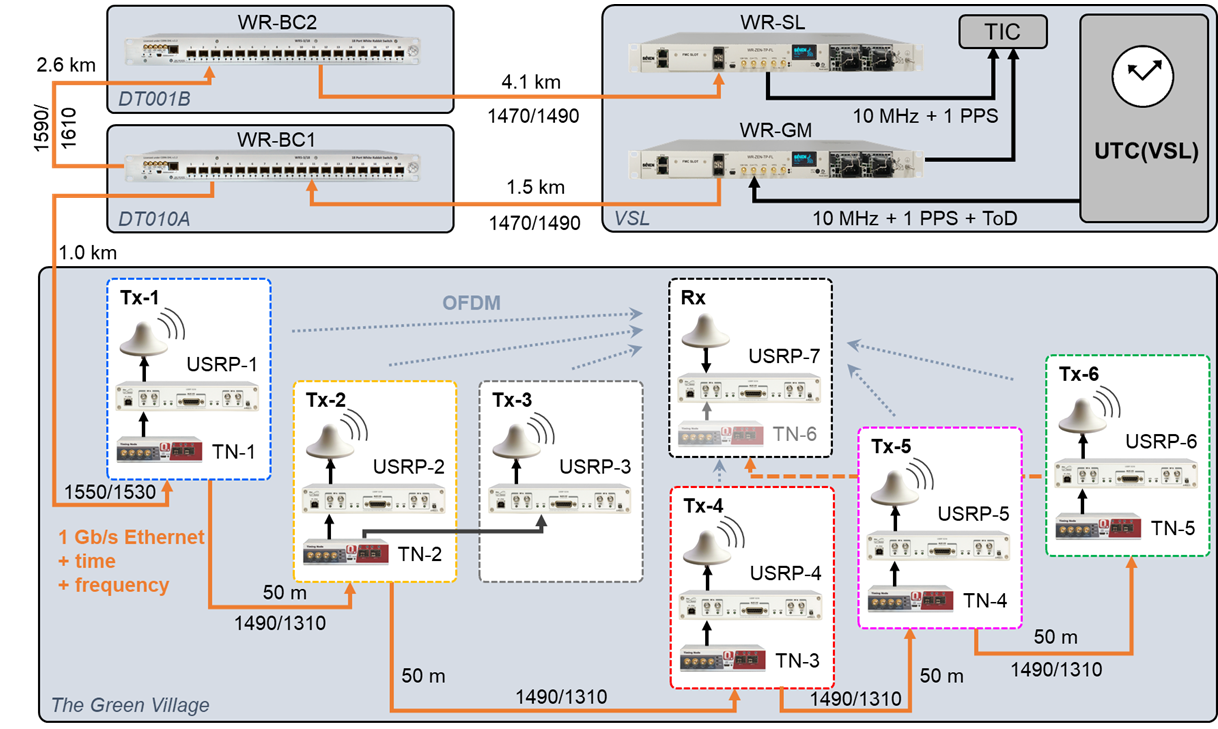 WR-BC2
DT001B
2.6 km
1590/
1610
WR-BC1
DT010A
4.1 km
1470/1490
1.5 km
1470/1490
WR-SL
TIC
10 MHz + 1 PPS
WR-GM
UTC(VSL)
10 MHz + 1 PPS + ToD
VSL
1.0 km
Tx-1
USRP-1
TN-1
OFDM
1550/1530
1 Gb/s Ethernet
+ time
+ frequency
Tx-2
USRP-2
TN-2
50 m
1490/1310
Tx-3
USRP-3
Rx
USRP-7
TN-6
Tx-4
USRP-4
TN-3
50 m
1490/1310
Tx-5
USRP-5
TN-4
1490/1310
50 m
Tx-6
USRP-6
TN-5
50 m
1490/1310
The Green Village